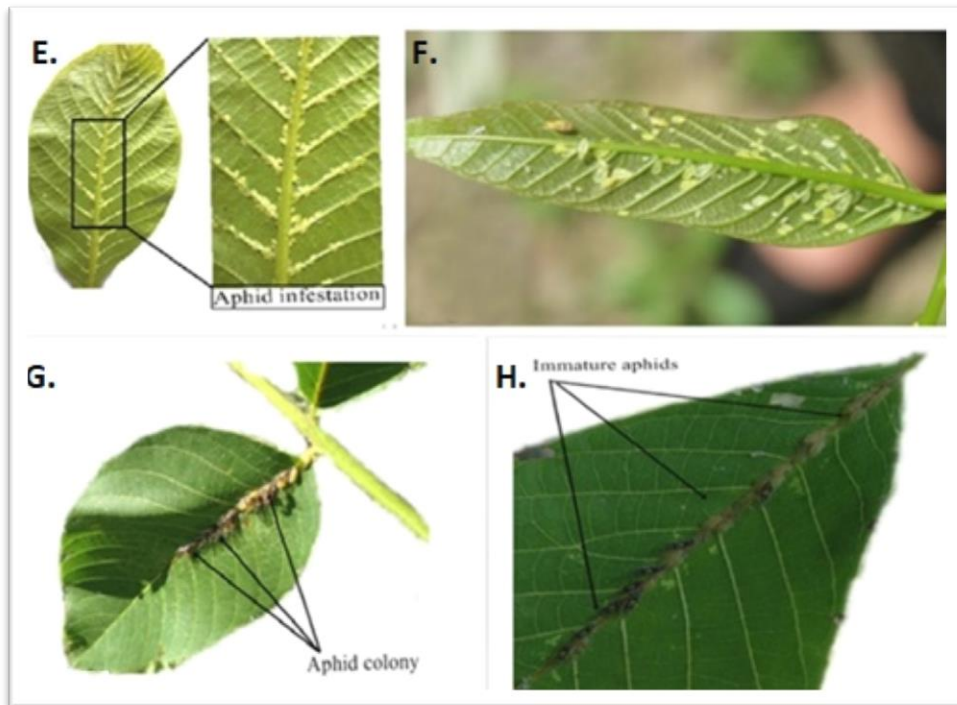 E.
F.
Aphid infestation
G.
Aphid colony
H.
Immature aphids